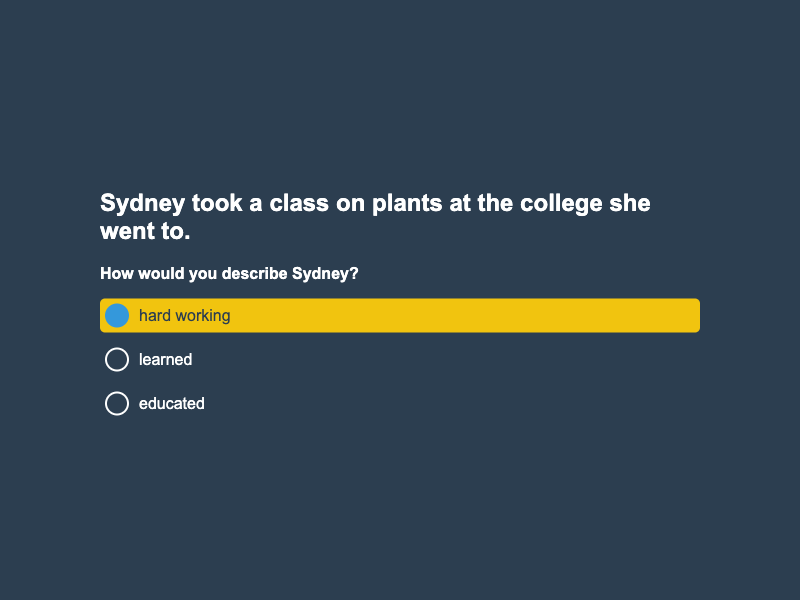 Sydney took a class on plants at the college she
went to.
How would you describe Sydney?
hard working
learned
educated